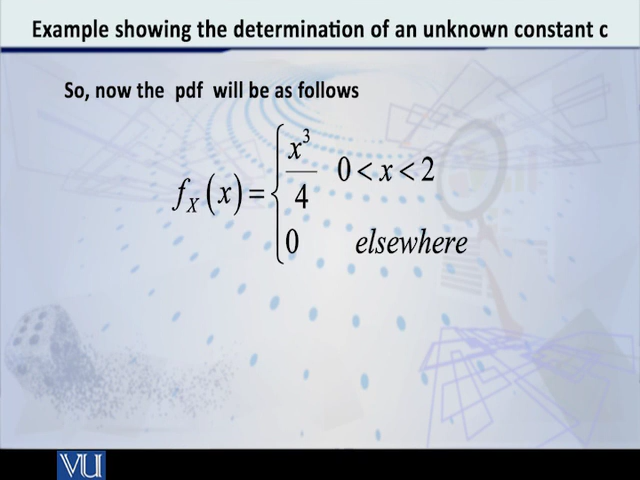 Example showing the determination of an unknown constant c
So, now the pdf will be as follows
f_X(x) = { x^3/4   0 < x < 2
0   elsewhere
VU